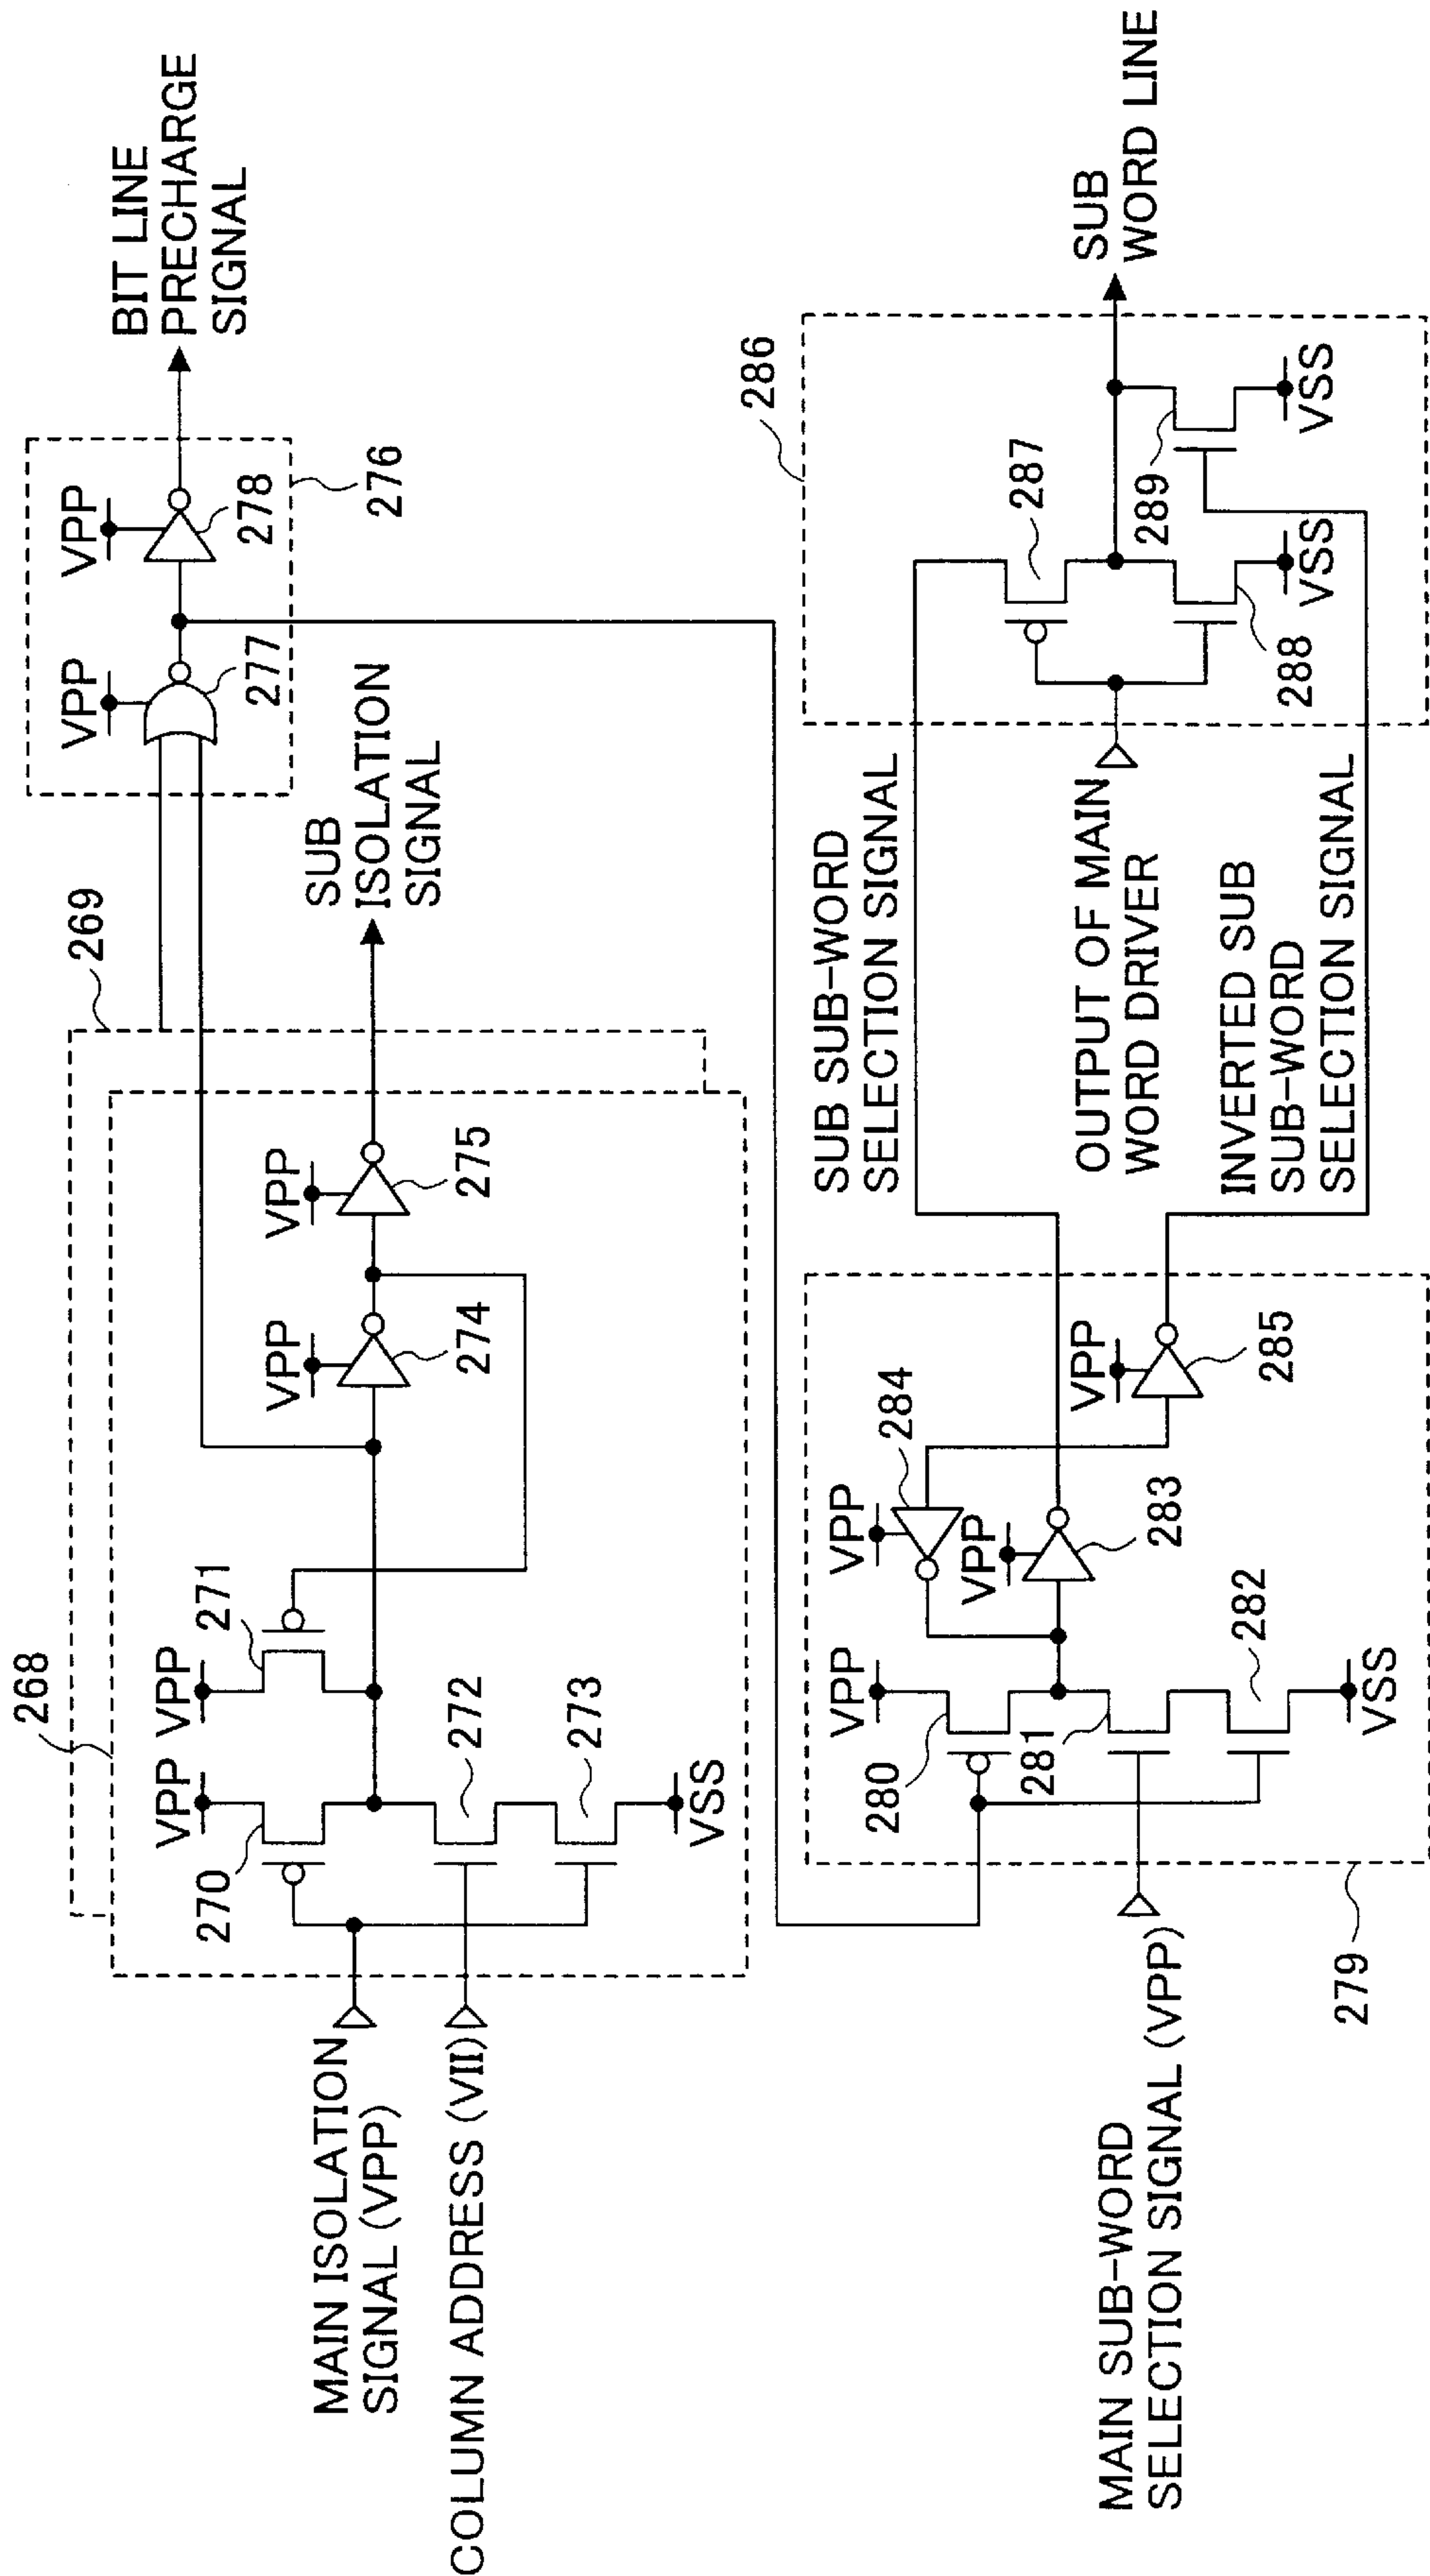 268
269
MAIN ISOLATION
SIGNAL (VPP)
COLUMN ADDRESS (VII)
VPP
270
VPP
271
272
273
VSS
VPP
274
VPP
275
SUB
ISOLATION
SIGNAL
VPP
277
VPP
278
276
BIT LINE
PRECHARGE
SIGNAL
MAIN SUB-WORD
SELECTION SIGNAL (VPP)
279
VPP
280
281
282
VSS
VPP
284
VPP
283
VPP
285
SUB SUB-WORD
SELECTION SIGNAL
OUTPUT OF MAIN
WORD DRIVER
INVERTED SUB
SUB-WORD
SELECTION SIGNAL
286
287
288
VSS
289
VSS
SUB
WORD LINE